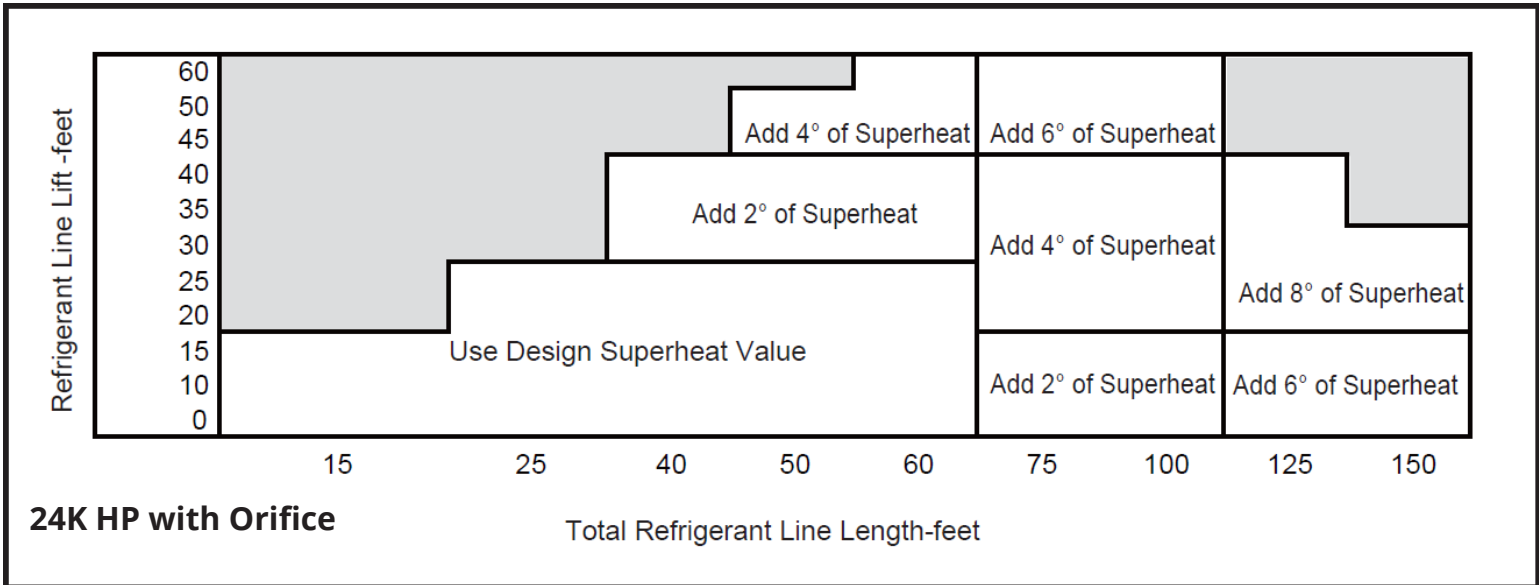 Refrigerant Line Lift -feet
60
50
45
40
35
30
25
20
15
10
0
Add 4° of Superheat
Add 6° of Superheat
Add 2° of Superheat
Add 4° of Superheat
Add 8° of Superheat
Use Design Superheat Value
Add 2° of Superheat
Add 6° of Superheat
15 25 40 50 60 75 100 125 150
24K HP with Orifice
Total Refrigerant Line Length-feet